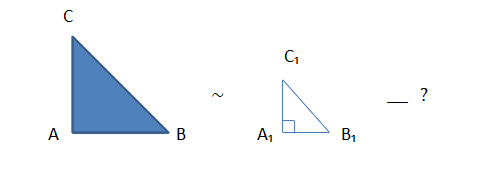 C
C₁
~ __ ?
A B A₁ B₁